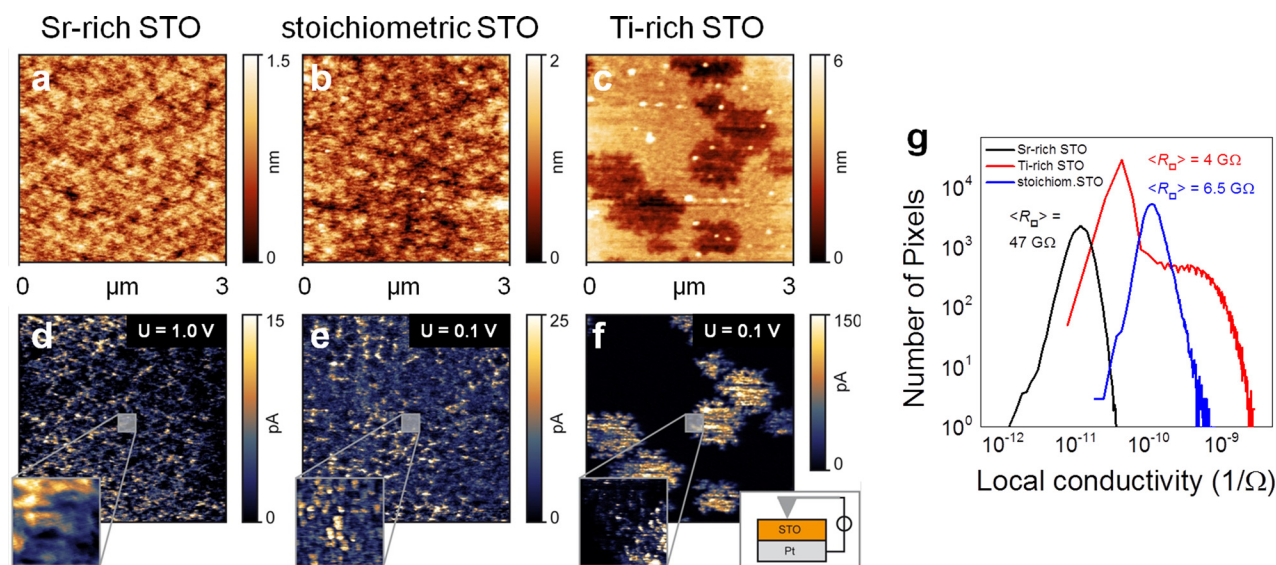 Sr-rich STO
stoichiometric STO
Ti-rich STO
a
1.5
nm
0
0 μm 3
b
2
nm
0
0 μm 3
c
6
nm
0
0 μm 3
d
U = 1.0 V
15
pA
0
e
U = 0.1 V
25
pA
0
f
U = 0.1 V
150
pA
0
STO
Pt
g
Sr-rich STO
Ti-rich STO
stoichiom.STO
<R□> = 4 GΩ
<R□> = 6.5 GΩ
<R□> =
47 GΩ
Number of Pixels
10⁴
10³
10²
10¹
10⁰
10⁻¹² 10⁻¹¹ 10⁻¹⁰ 10⁻⁹
Local conductivity (1/Ω)